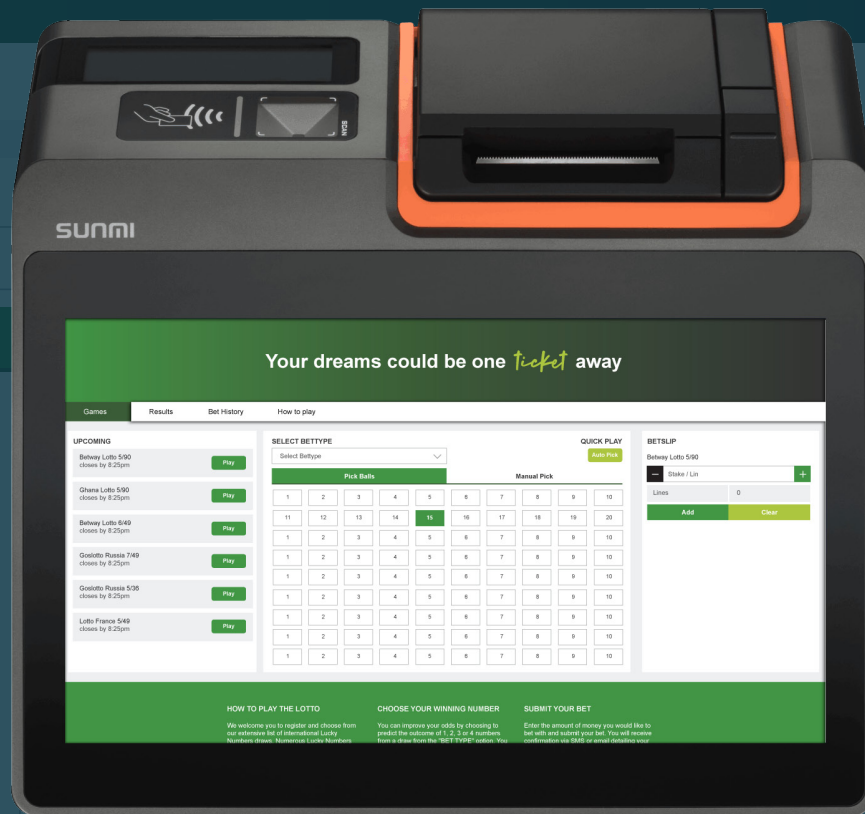 SCAN
SUNMI
Your dreams could be one ticket away
Games Results Bet History How to play
UPCOMING
Betway Lotto 5/90
closes by 8:25pm
Play
Ghana Lotto 5/90
closes by 8:25pm
Play
Betway Lotto 6/49
closes by 8:25pm
Play
Goslotto Russia 7/49
closes by 8:25pm
Play
Goslotto Russia 5/36
closes by 8:25pm
Play
Lotto France 5/49
closes by 8:25pm
Play
SELECT BETTYPE
QUICK PLAY
Select Bettype
Auto Pick
Pick Balls Manual Pick
1 2 3 4 5 6 7 8 9 10
11 12 13 14 15 16 17 18 19 20
1 2 3 4 5 6 7 8 9 10
1 2 3 4 5 6 7 8 9 10
1 2 3 4 5 6 7 8 9 10
1 2 3 4 5 6 7 8 9 10
1 2 3 4 5 6 7 8 9 10
1 2 3 4 5 6 7 8 9 10
1 2 3 4 5 6 7 8 9 10
BETSLIP
Betway Lotto 5/90
− Stake / Lin +
Lines 0
Add Clear
HOW TO PLAY THE LOTTO
We welcome you to register and choose from
our extensive list of international Lucky
Numbers draws. Numerous Lucky Numbers
CHOOSE YOUR WINNING NUMBER
You can improve your odds by choosing to
predict the outcome of 1, 2, 3 or 4 numbers
from a draw from the "BET TYPE" option. You
SUBMIT YOUR BET
Enter the amount of money you would like to
bet with and submit your bet. You will receive
confirmation via SMS or email detailing your